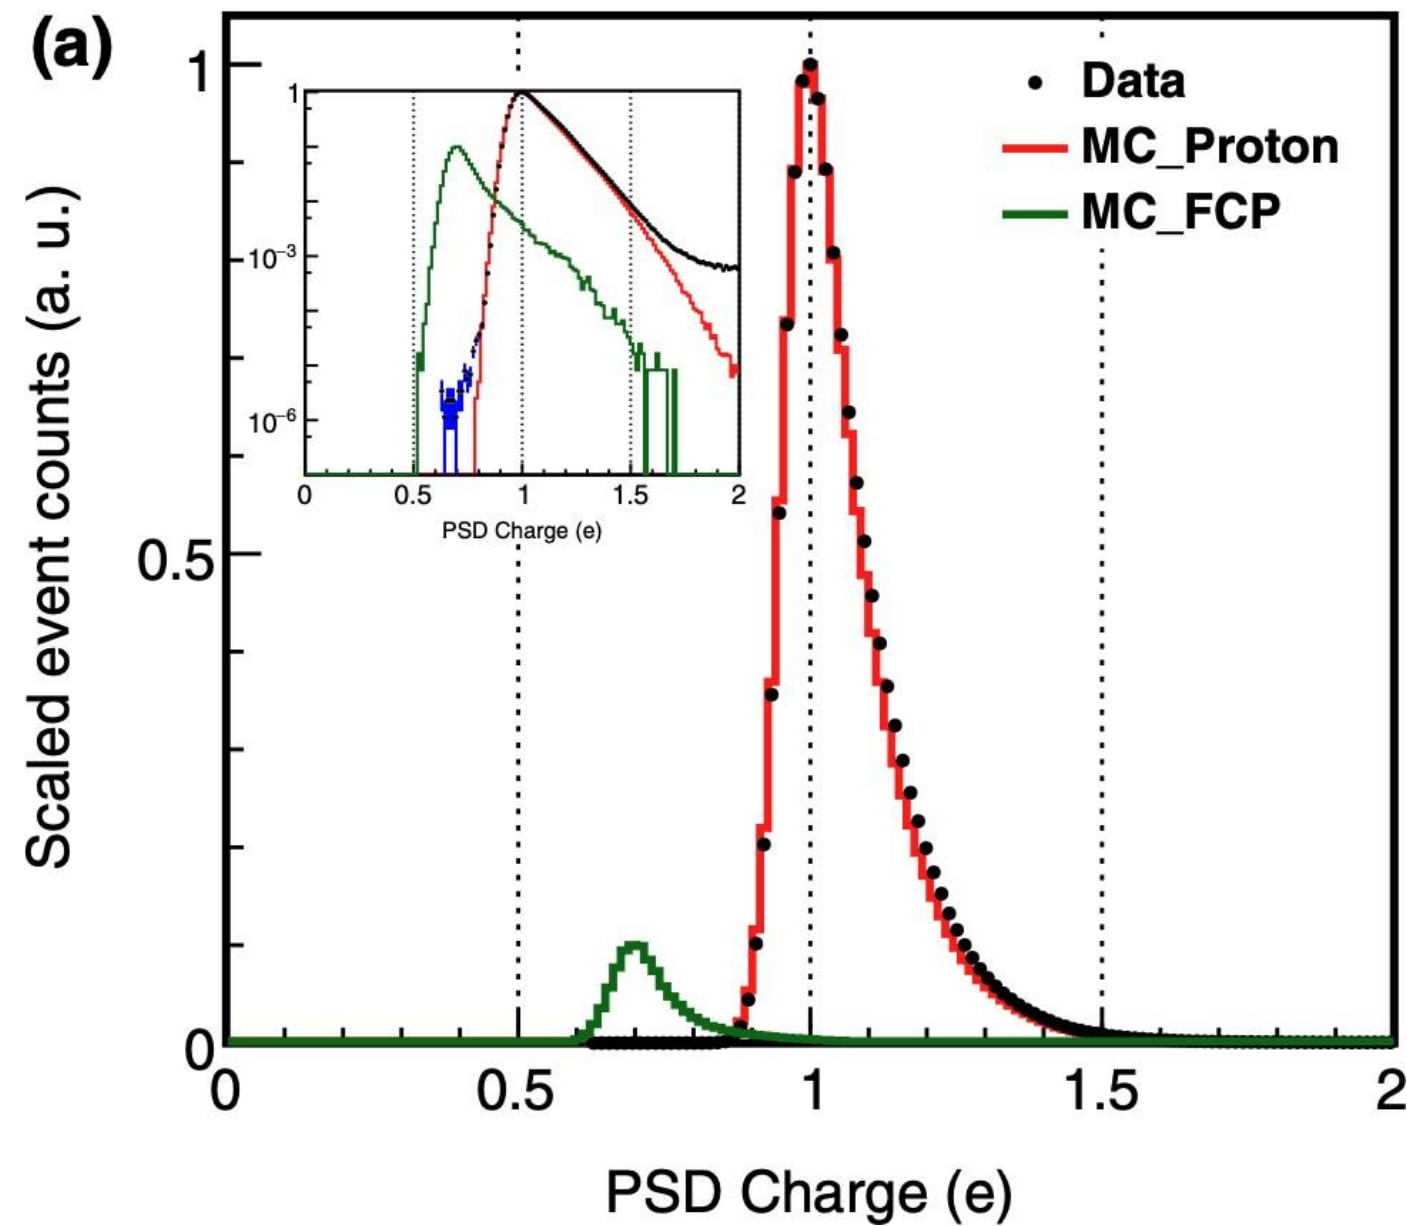 (a)
Scaled event counts (a. u.)
1
0.5
0
Data
MC_Proton
MC_FCP
1
10⁻³
10⁻⁶
0 0.5 1 1.5 2
PSD Charge (e)
0 0.5 1 1.5 2
PSD Charge (e)